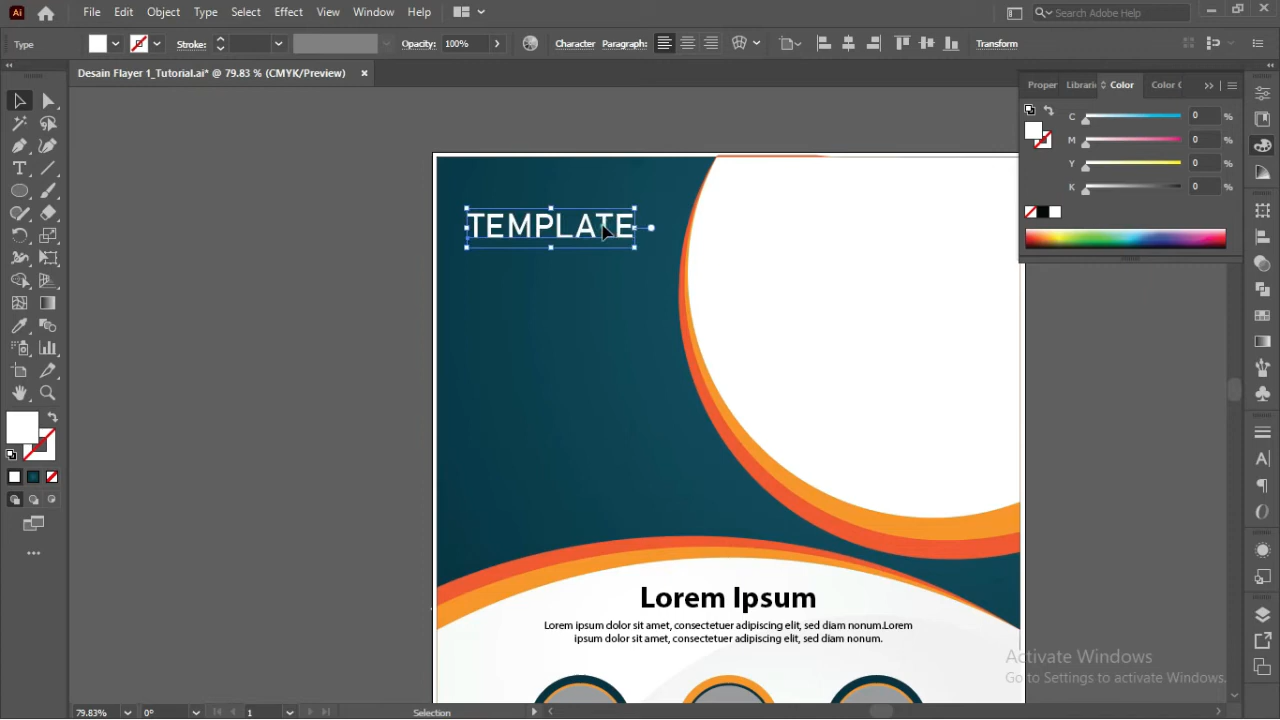 Ai File Edit Object Type Select Effect View Window Help Search Adobe Help
Type Stroke: Opacity: 100% Character Paragraph: Transform
Desain Flayer 1_Tutorial.ai* @ 79.83 % (CMYK/Preview)
Proper Librari Color Color
C 0 %
M 0 %
Y 0 %
K 0 %
TEMPLATE
Lorem Ipsum
Lorem ipsum dolor sit amet, consectetuer adipiscing elit, sed diam nonum.Lorem
ipsum dolor sit amet, consectetuer adipiscing elit, sed diam nonum.
Activate Windows
Go to Settings to activate Windows.
79.83% 0° 1 Selection